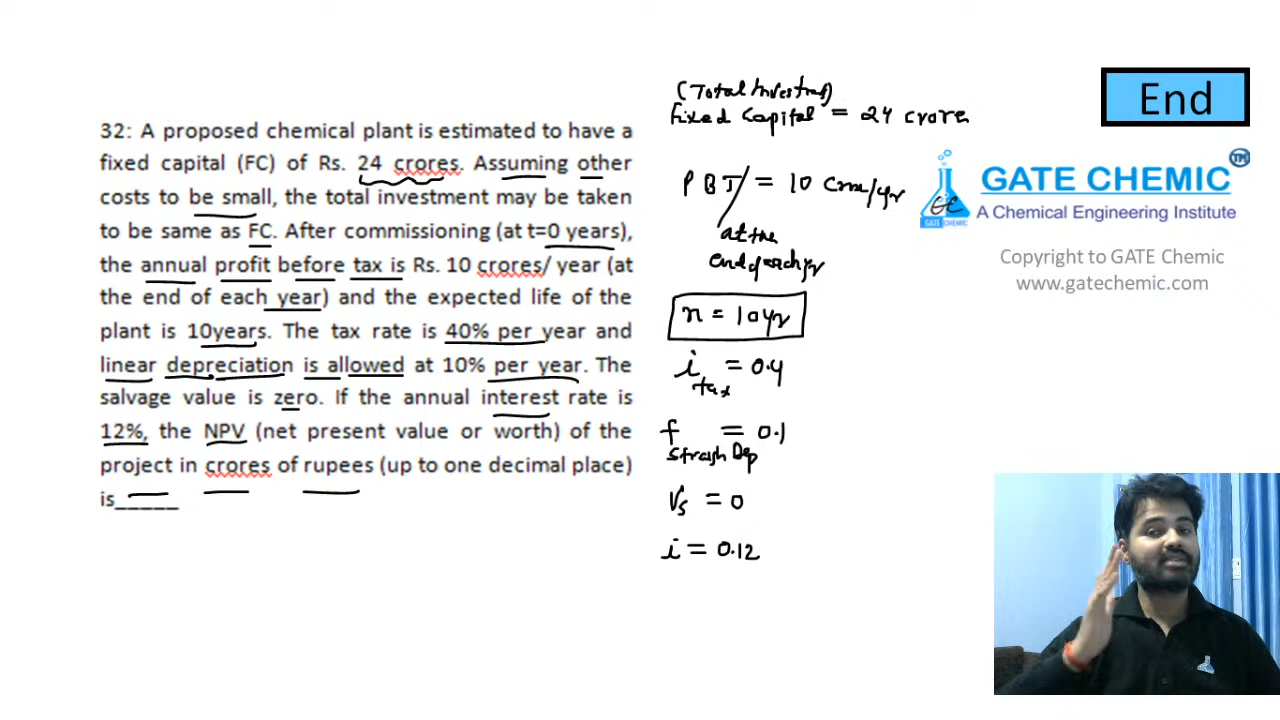 32: A proposed chemical plant is estimated to have a
fixed capital (FC) of Rs. 24 crores. Assuming other
costs to be small, the total investment may be taken
to be same as FC. After commissioning (at t=0 years),
the annual profit before tax is Rs. 10 crores/ year (at
the end of each year) and the expected life of the
plant is 10years. The tax rate is 40% per year and
linear depreciation is allowed at 10% per year. The
salvage value is zero. If the annual interest rate is
12%, the NPV (net present value or worth) of the
project in crores of rupees (up to one decimal place)
is_____
(Total
Fixed Capital = 24 crore
PBT = 10 /yr
at the
end of each yr
n = 10yr
i tax = 0.4
f = 0.1
Dep
Vs = 0
i = 0.12
End
GATE CHEMIC
TM
A Chemical Engineering Institute
GC
GATE CHEMIC
Copyright to GATE Chemic
www.gatechemic.com